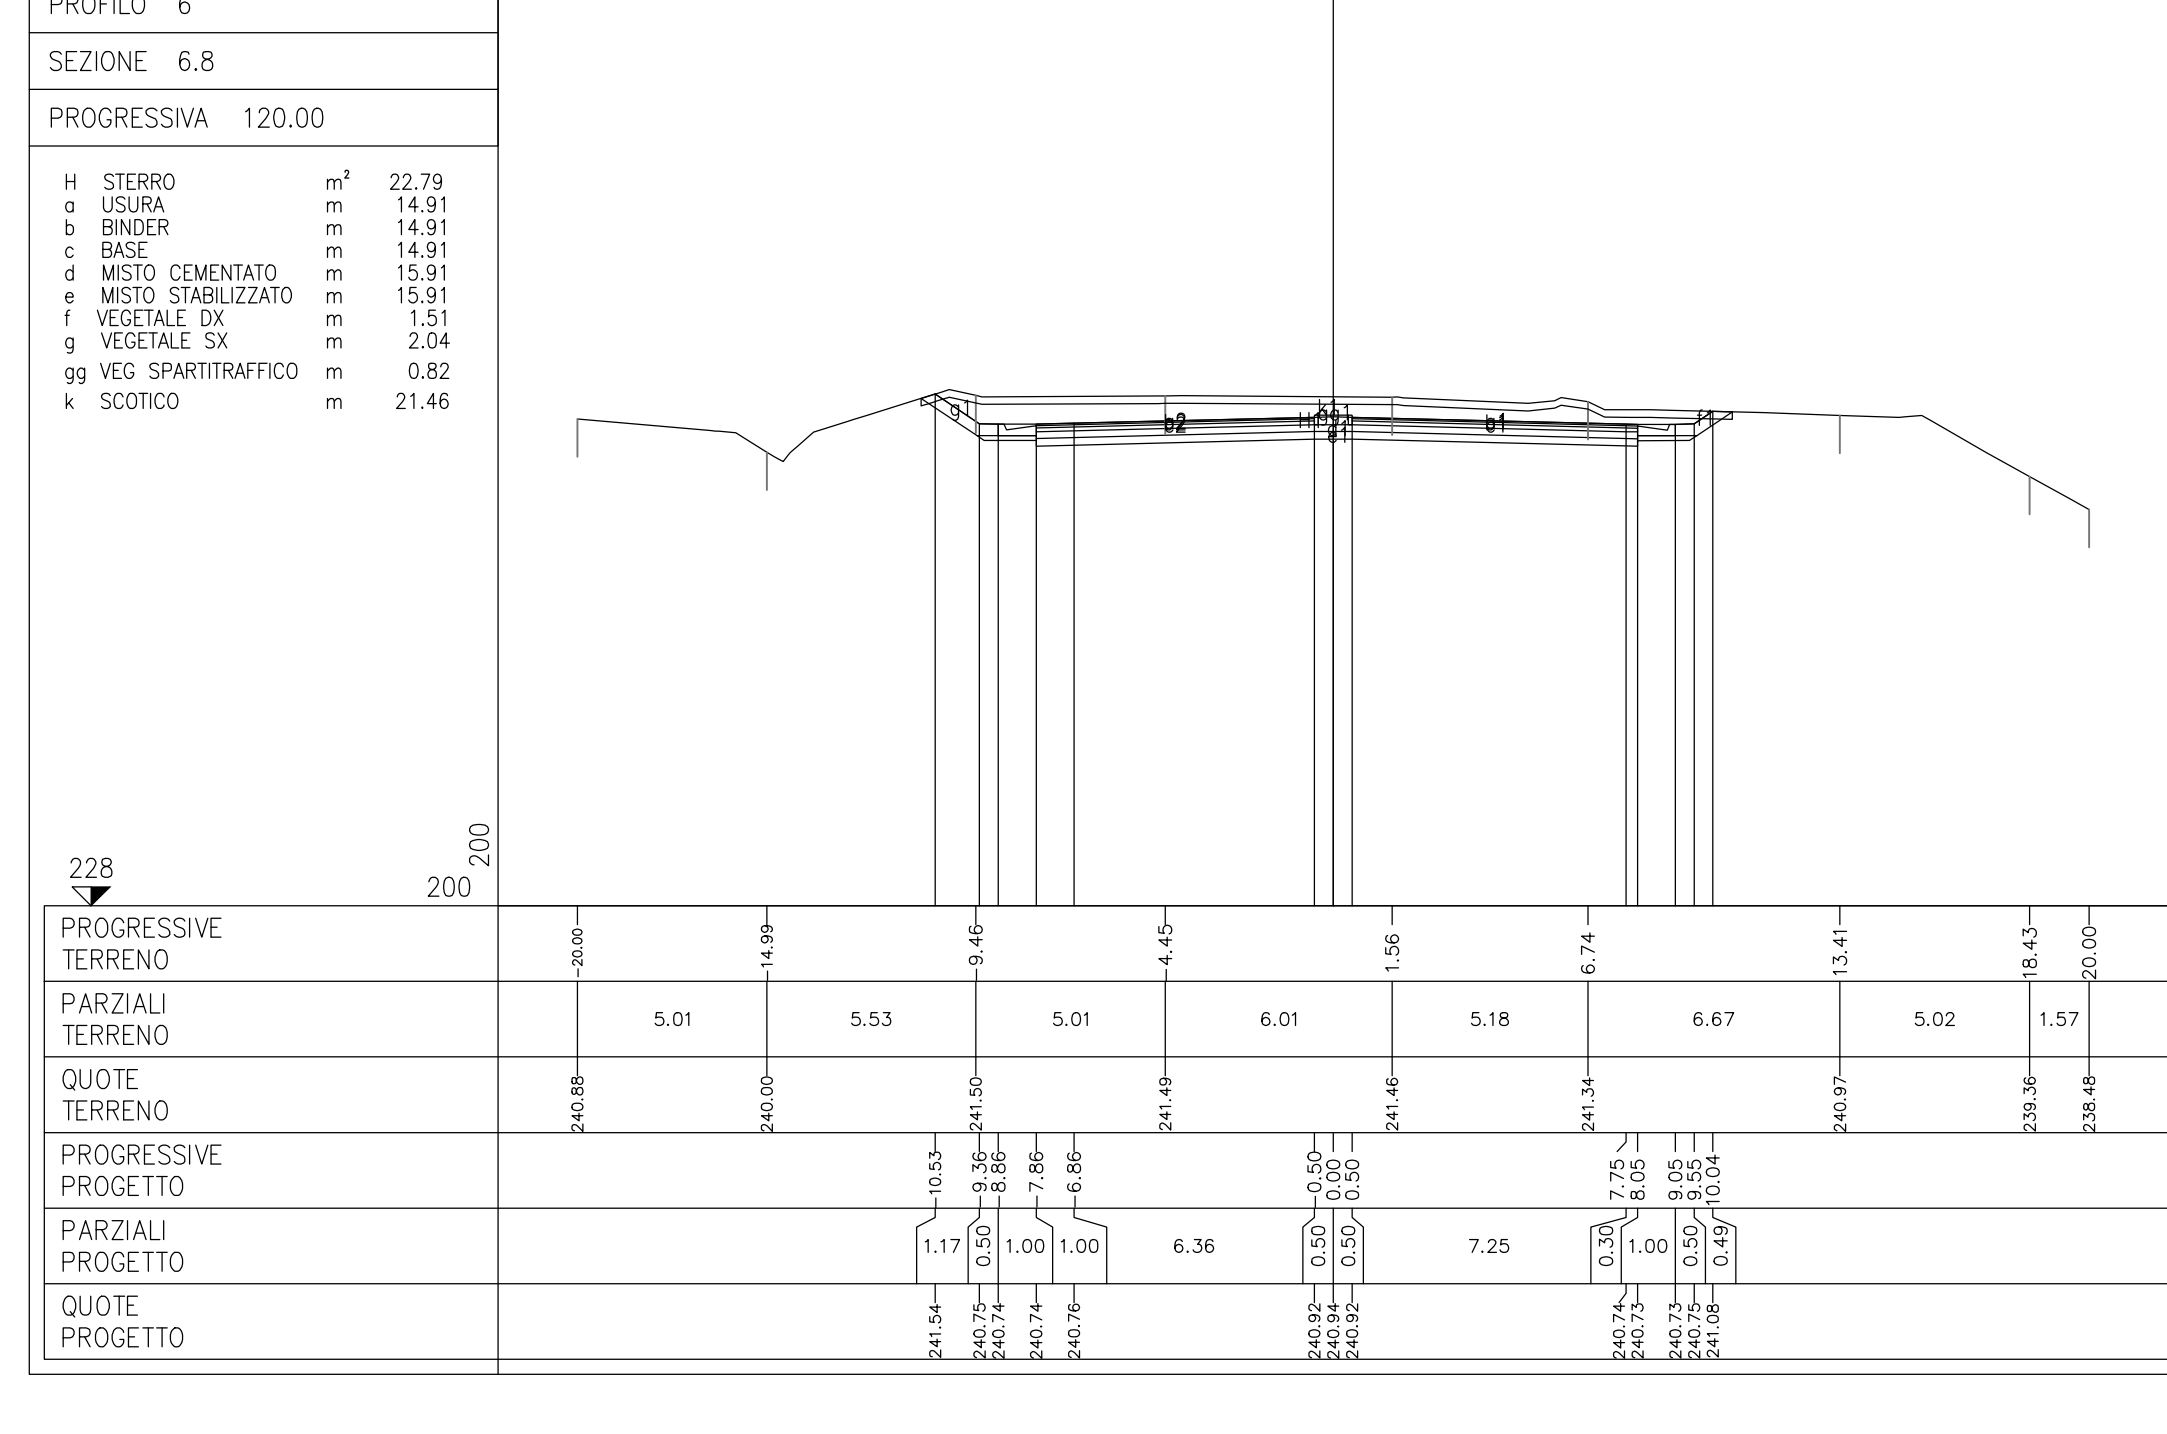 PROFILO 6
SEZIONE 6.8
PROGRESSIVA 120.00
H STERRO m² 22.79
a USURA m 14.91
b BINDER m 14.91
c BASE m 14.91
d MISTO CEMENTATO m 15.91
e MISTO STABILIZZATO m 15.91
f VEGETALE DX m 1.51
g VEGETALE SX m 2.04
gg VEG SPARTITRAFFICO m 0.82
k SCOTICO m 21.46
g1
k1
H1
gg1
f1
228
200
200
PROGRESSIVE
TERRENO
-20.00 -14.99 -9.46 -4.45 1.56 6.74 13.41 18.43 20.00
PARZIALI
TERRENO
5.01 5.53 5.01 6.01 5.18 6.67 5.02 1.57
QUOTE
TERRENO
240.88 240.00 241.50 241.49 241.46 241.34 240.97 239.36 238.48
PROGRESSIVE
PROGETTO
-10.53 -9.36 -8.86 -7.86 -6.86 -0.50 0.00 0.50 7.75 8.05 9.05 9.55 10.04
PARZIALI
PROGETTO
1.17 0.50 1.00 1.00 6.36 0.50 0.50 7.25 0.30 1.00 0.50 0.49
QUOTE
PROGETTO
241.54 240.75 240.74 240.74 240.76 240.92 240.94 240.92 240.74 240.73 240.73 240.75 241.08